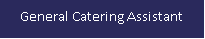 General Catering Assistant